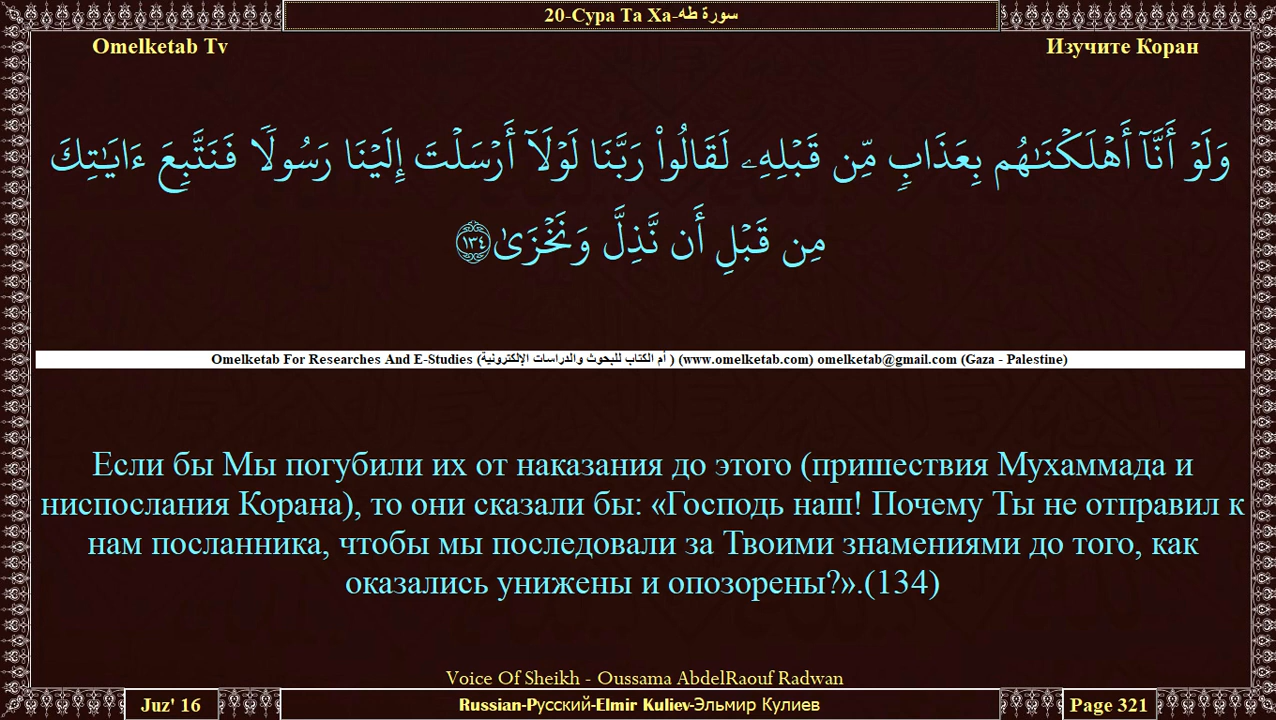 20-Сура Та Ха-سورة طه
Omelketab Tv
Изучите Коран
وَلَوۡ أَنَّآ أَهۡلَكۡنَٰهُم بِعَذَابٖ مِّن قَبۡلِهِۦ لَقَالُواْ رَبَّنَا لَوۡلَآ أَرۡسَلۡتَ إِلَيۡنَا رَسُولٗا فَنَتَّبِعَ ءَايَٰتِكَ
مِن قَبۡلِ أَن نَّذِلَّ وَنَخۡزَىٰ ١٣٤
Omelketab For Researches And E-Studies (أم الكتاب للبحوث والدراسات الإلكترونية ) (www.omelketab.com) omelketab@gmail.com (Gaza - Palestine)
Если бы Мы погубили их от наказания до этого (пришествия Мухаммада и
ниспослания Корана), то они сказали бы: «Господь наш! Почему Ты не отправил к
нам посланника, чтобы мы последовали за Твоими знамениями до того, как
оказались унижены и опозорены?».(134)
Voice Of Sheikh - Oussama AbdelRaouf Radwan
Juz' 16
Russian-Русский-Elmir Kuliev-Эльмир Кулиев
Page 321